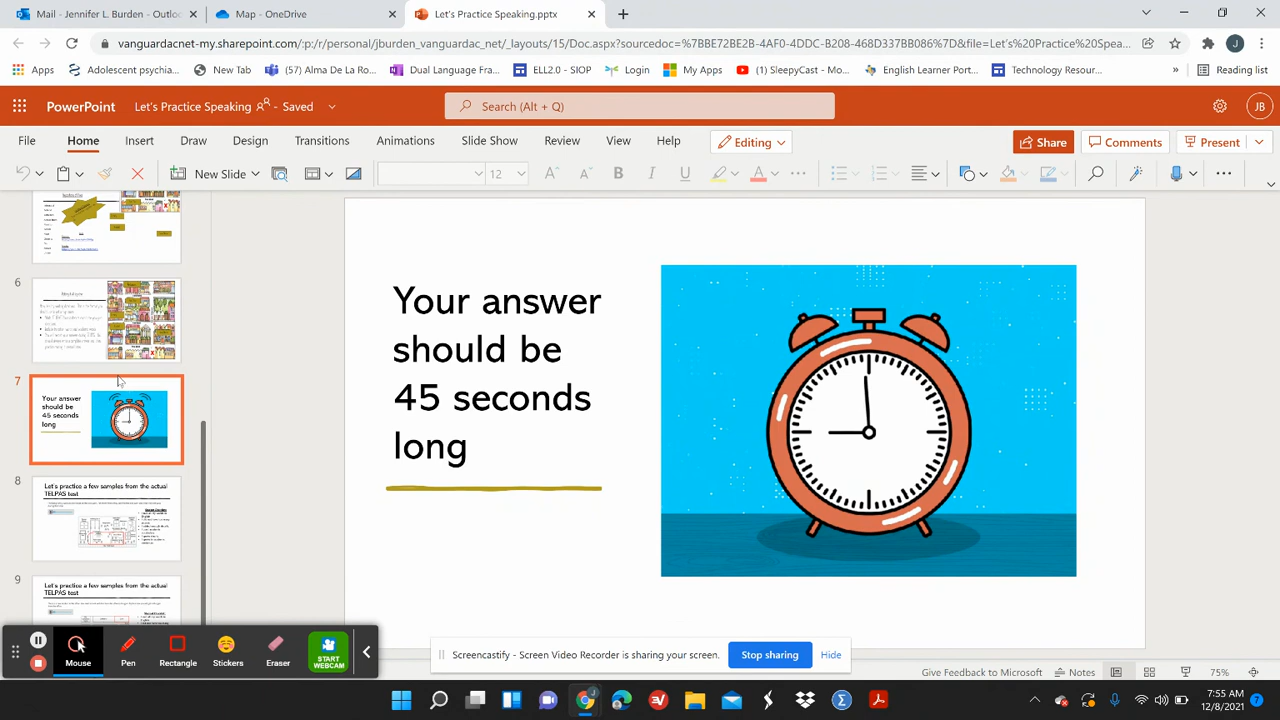 Mail - Jennifer L. Burden - Outloo
Map - OneDrive
Let's Practice Speaking.pptx
vanguardacnet-my.sharepoint.com/:p:/r/personal/jburden_vanguardac_net/_layouts/15/Doc.aspx?sourcedoc=%7BBE72BE2B-4AF0-4DDC-B208-468D337BB086%7D&file=Let's%20Practice%20Spea...
Apps
Adolescent psychia...
New Tab
(57) Alma De La Ro...
Dual Language Fra...
ELL2.0 - SIOP
Login
My Apps
(1) SleepyCast - Mo...
English Learner Port...
Technology Resour...
»
Reading list
PowerPoint
Let's Practice Speaking - Saved
Search (Alt + Q)
JB
File
Home
Insert
Draw
Design
Transitions
Animations
Slide Show
Review
View
Help
Editing
Share
Comments
Present
New Slide
12
6
7
Your answer
should be
45 seconds
long
8
Let's practice a few samples from the actual
TELPAS test
9
Let's practice a few samples from the actual
TELPAS test
Your answer
should be
45 seconds
long
Mouse
Pen
Rectangle
Stickers
Eraser
START
WEBCAM
Screencastify - Screen Video Recorder is sharing your screen.
Stop sharing
Hide
Give Feedback to Microsoft
Notes
75%
7:55 AM
12/8/2021